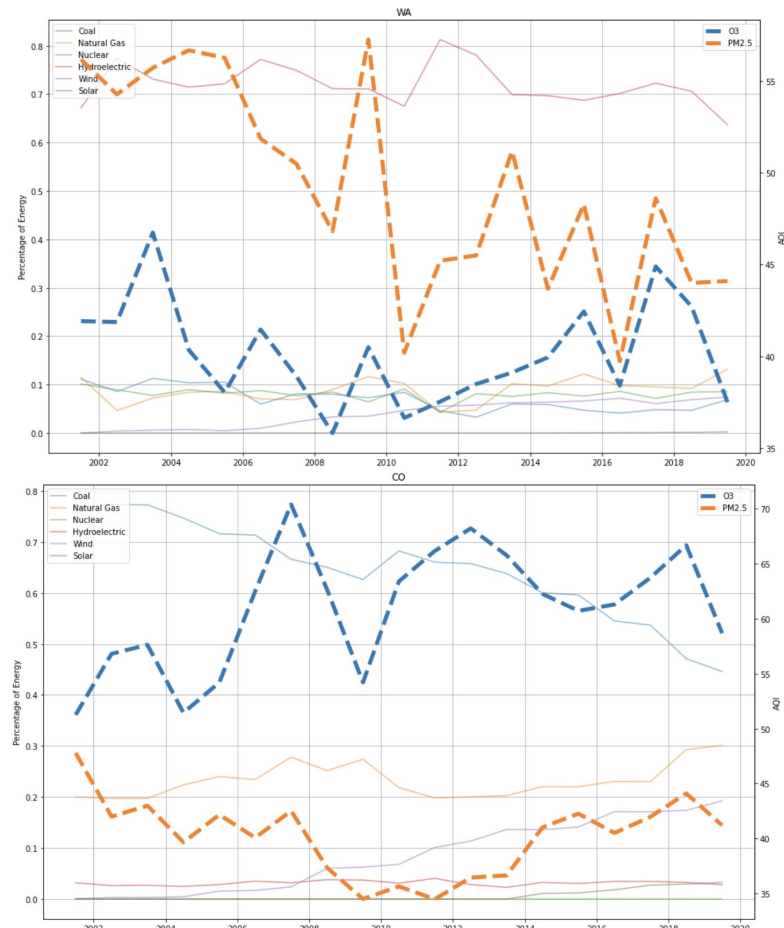 WA
Coal
Natural Gas
Nuclear
Hydroelectric
Wind
Solar
O3
PM2.5
0.8
0.7
0.6
0.5
0.4
0.3
0.2
0.1
0.0
Percentage of Energy
55
50
45
40
35
AQI
2002 2004 2006 2008 2010 2012 2014 2016 2018 2020
CO
Coal
Natural Gas
Nuclear
Hydroelectric
Wind
Solar
O3
PM2.5
0.8
0.7
0.6
0.5
0.4
0.3
0.2
0.1
0.0
Percentage of Energy
70
65
60
55
50
45
40
35
AQI
2002 2004 2006 2008 2010 2012 2014 2016 2018 2020